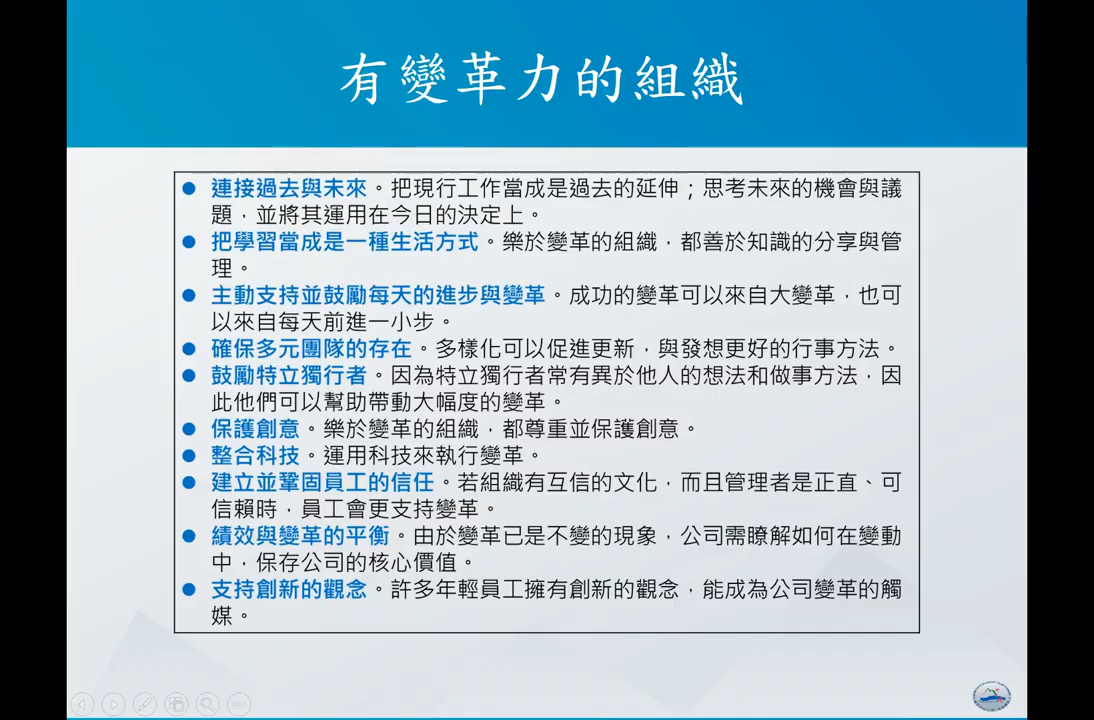 有變革力的組織
● 連接過去與未來。把現行工作當成是過去的延伸；思考未來的機會與議
題，並將其運用在今日的決定上。
● 把學習當成是一種生活方式。樂於變革的組織，都善於知識的分享與管
理。
● 主動支持並鼓勵每天的進步與變革。成功的變革可以來自大變革，也可
以來自每天前進一小步。
● 確保多元團隊的存在。多樣化可以促進更新，與發想更好的行事方法。
● 鼓勵特立獨行者。因為特立獨行者常有異於他人的想法和做事方法，因
此他們可以幫助帶動大幅度的變革。
● 保護創意。樂於變革的組織，都尊重並保護創意。
● 整合科技。運用科技來執行變革。
● 建立並鞏固員工的信任。若組織有互信的文化，而且管理者是正直、可
信賴時，員工會更支持變革。
● 績效與變革的平衡。由於變革已是不變的現象，公司需瞭解如何在變動
中，保存公司的核心價值。
● 支持創新的觀念。許多年輕員工擁有創新的觀念，能成為公司變革的觸
媒。